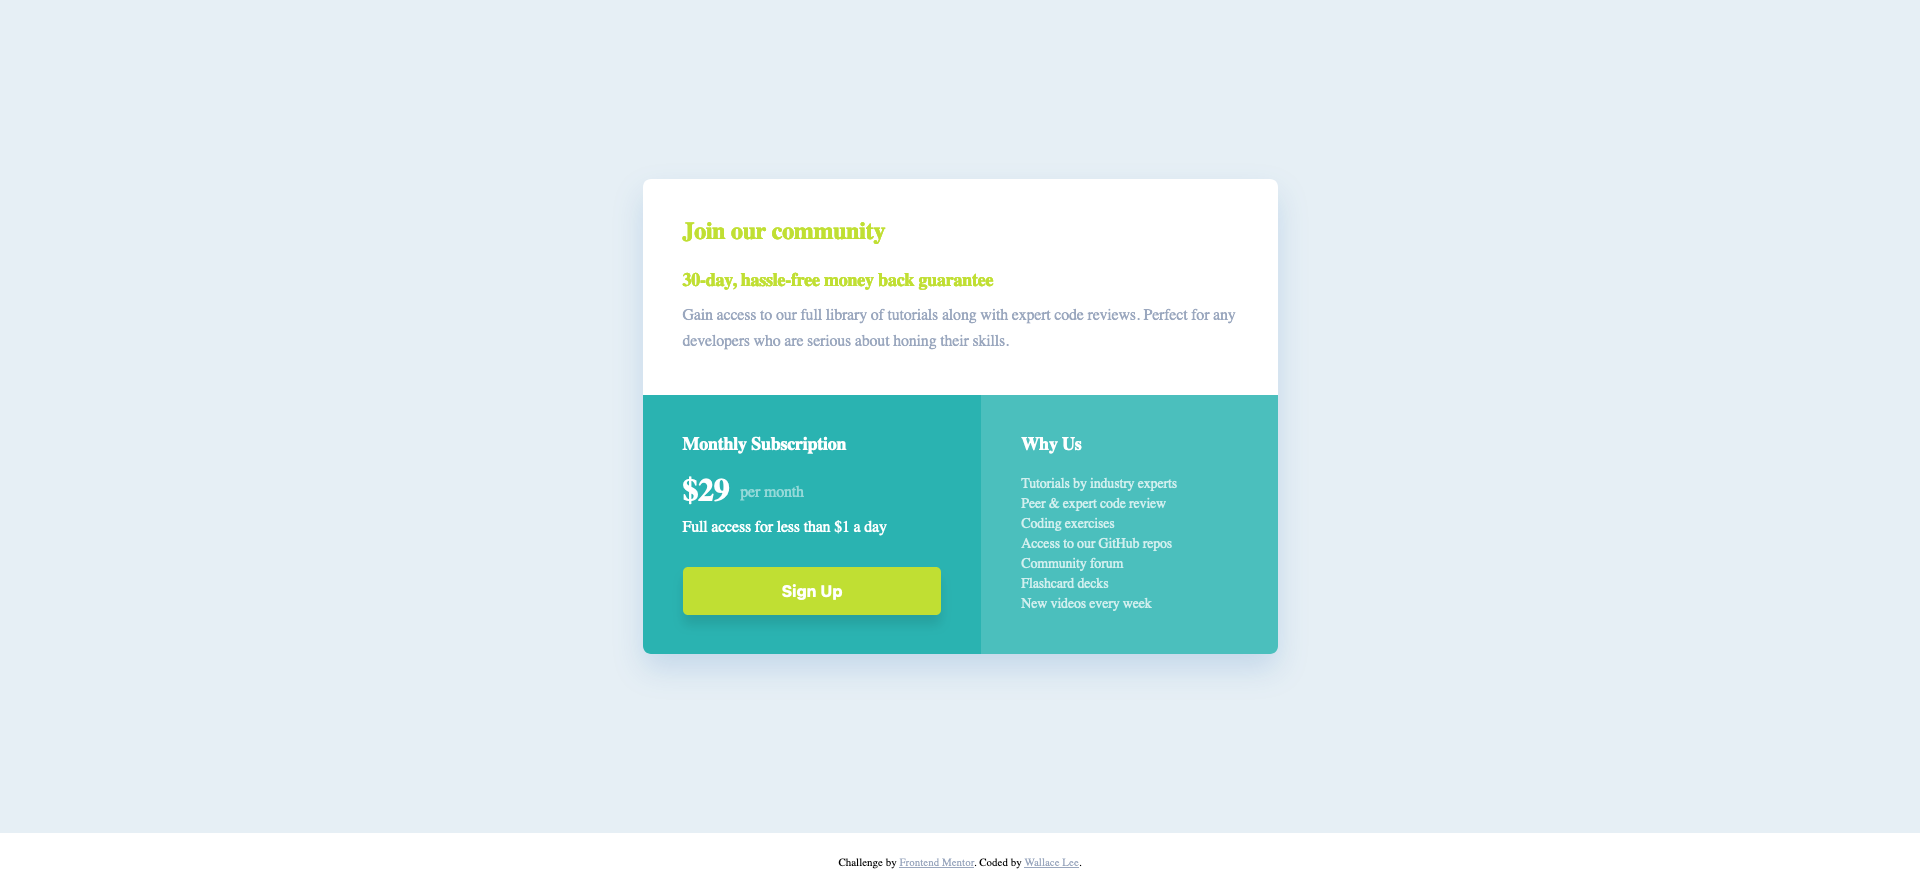 Join our community
30-day, hassle-free money back guarantee
Gain access to our full library of tutorials along with expert code reviews. Perfect for any
developers who are serious about honing their skills.
Monthly Subscription
$29 per month
Full access for less than $1 a day
Sign Up
Why Us
Tutorials by industry experts
Peer & expert code review
Coding exercises
Access to our GitHub repos
Community forum
Flashcard decks
New videos every week
Challenge by Frontend Mentor. Coded by Wallace Lee.